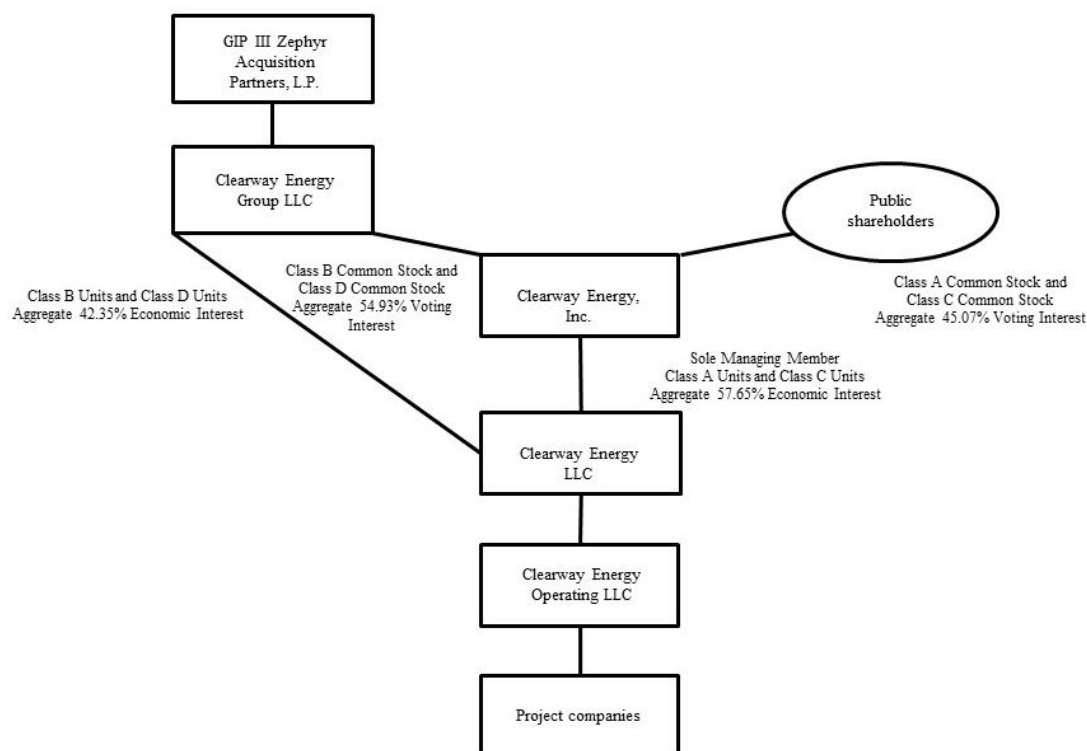 GIP III Zephyr
Acquisition
Partners, L.P.
Clearway Energy
Group LLC
Public
shareholders
Class B Units and Class D Units
Aggregate 42.35% Economic Interest
Class B Common Stock and
Class D Common Stock
Aggregate 54.93% Voting
Interest
Clearway Energy,
Inc.
Class A Common Stock and
Class C Common Stock
Aggregate 45.07% Voting Interest
Sole Managing Member
Class A Units and Class C Units
Aggregate 57.65% Economic Interest
Clearway Energy
LLC
Clearway Energy
Operating LLC
Project companies